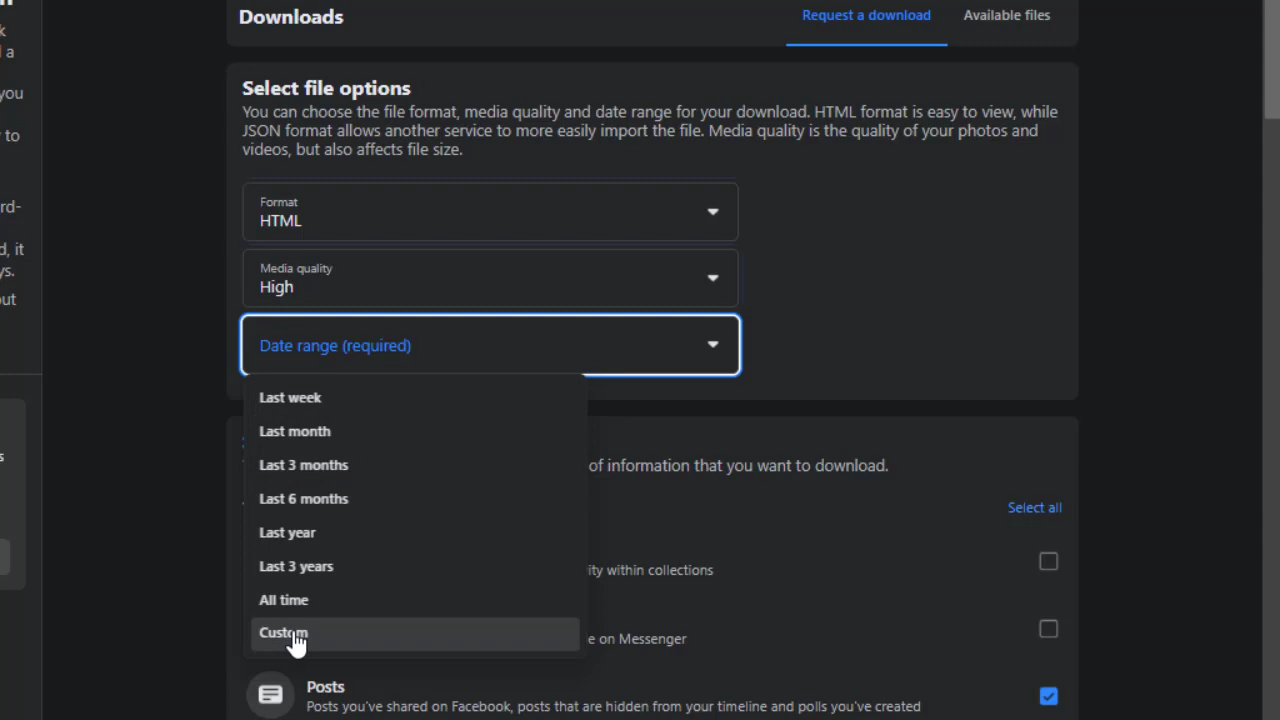 k
a
you
to
rd-
d, it
ys.
out
s
Downloads
Request a download
Available files
Select file options
You can choose the file format, media quality and date range for your download. HTML format is easy to view, while
JSON format allows another service to more easily import the file. Media quality is the quality of your photos and
videos, but also affects file size.
Format
HTML
Media quality
High
Date range (required)
Last week
Last month
Last 3 months
Last 6 months
Last year
Last 3 years
All time
Custom
of information that you want to download.
Select all
ity within collections
e on Messenger
Posts
Posts you've shared on Facebook, posts that are hidden from your timeline and polls you've created